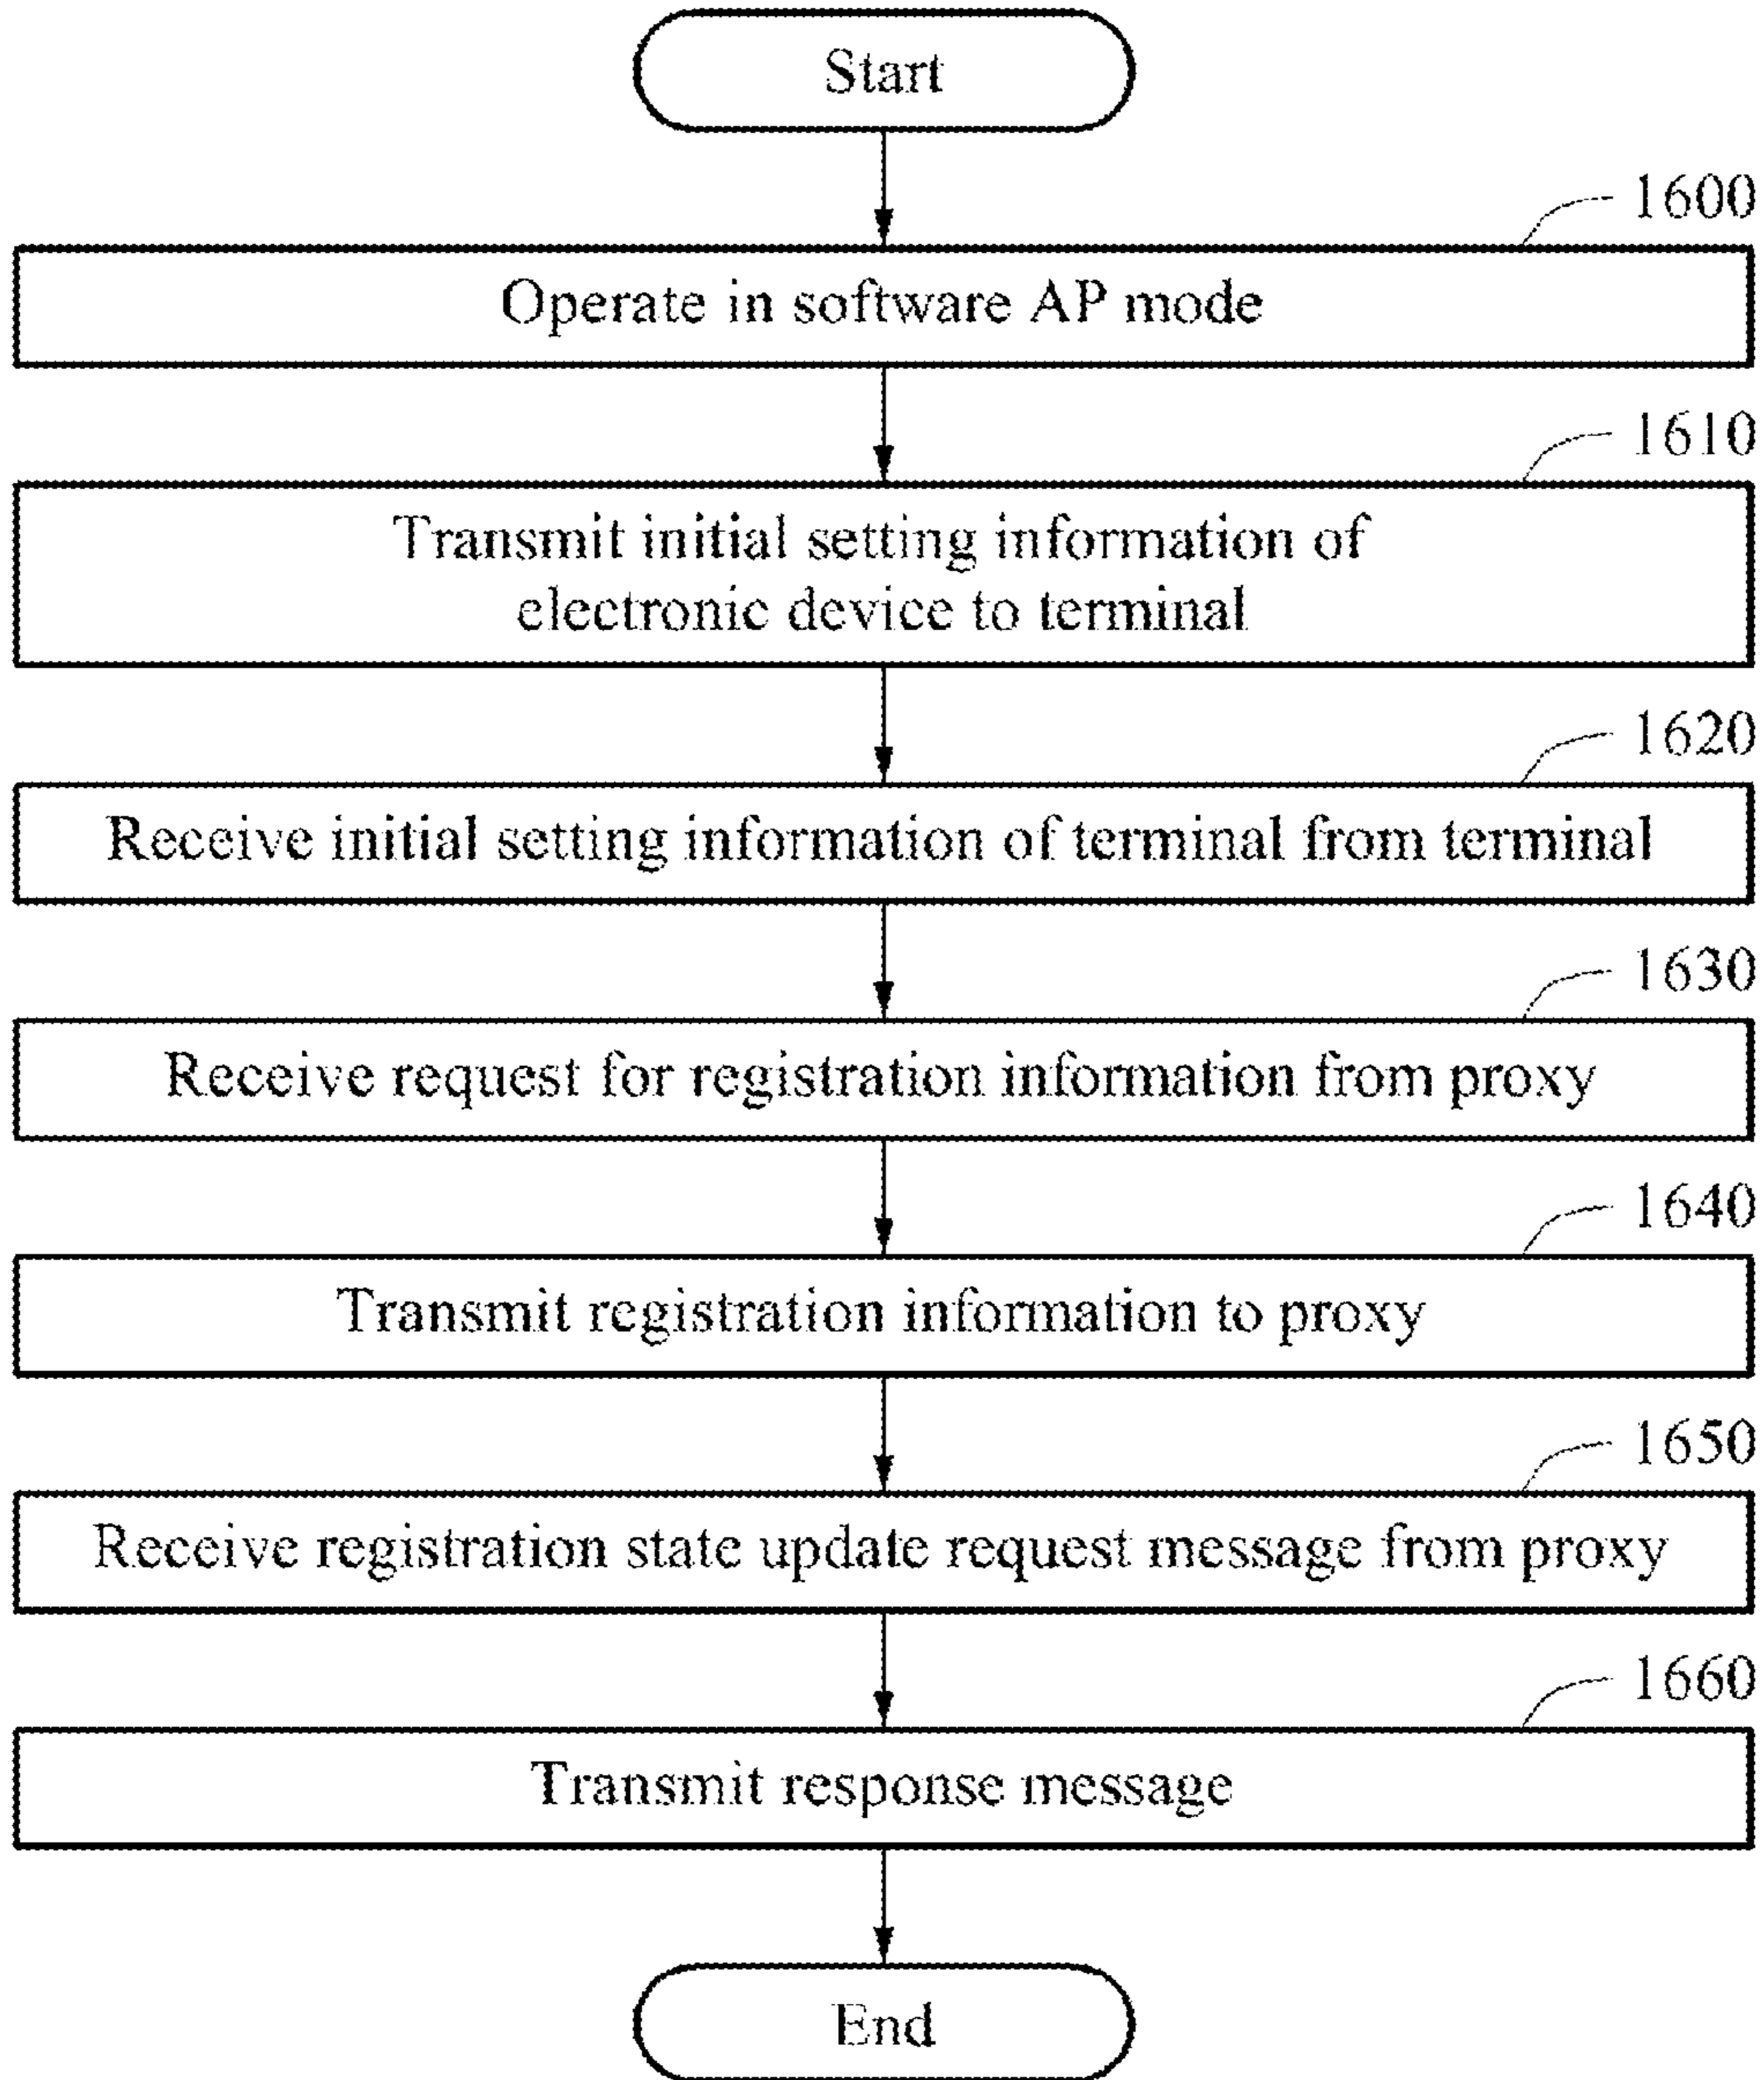 Start
1600
Operate in software AP mode
1610
Transmit initial setting information of
electronic device to terminal
1620
Receive initial setting information of terminal from terminal
1630
Receive request for registration information from proxy
1640
Transmit registration information to proxy
1650
Receive registration state update request message from proxy
1660
Transmit response message
End